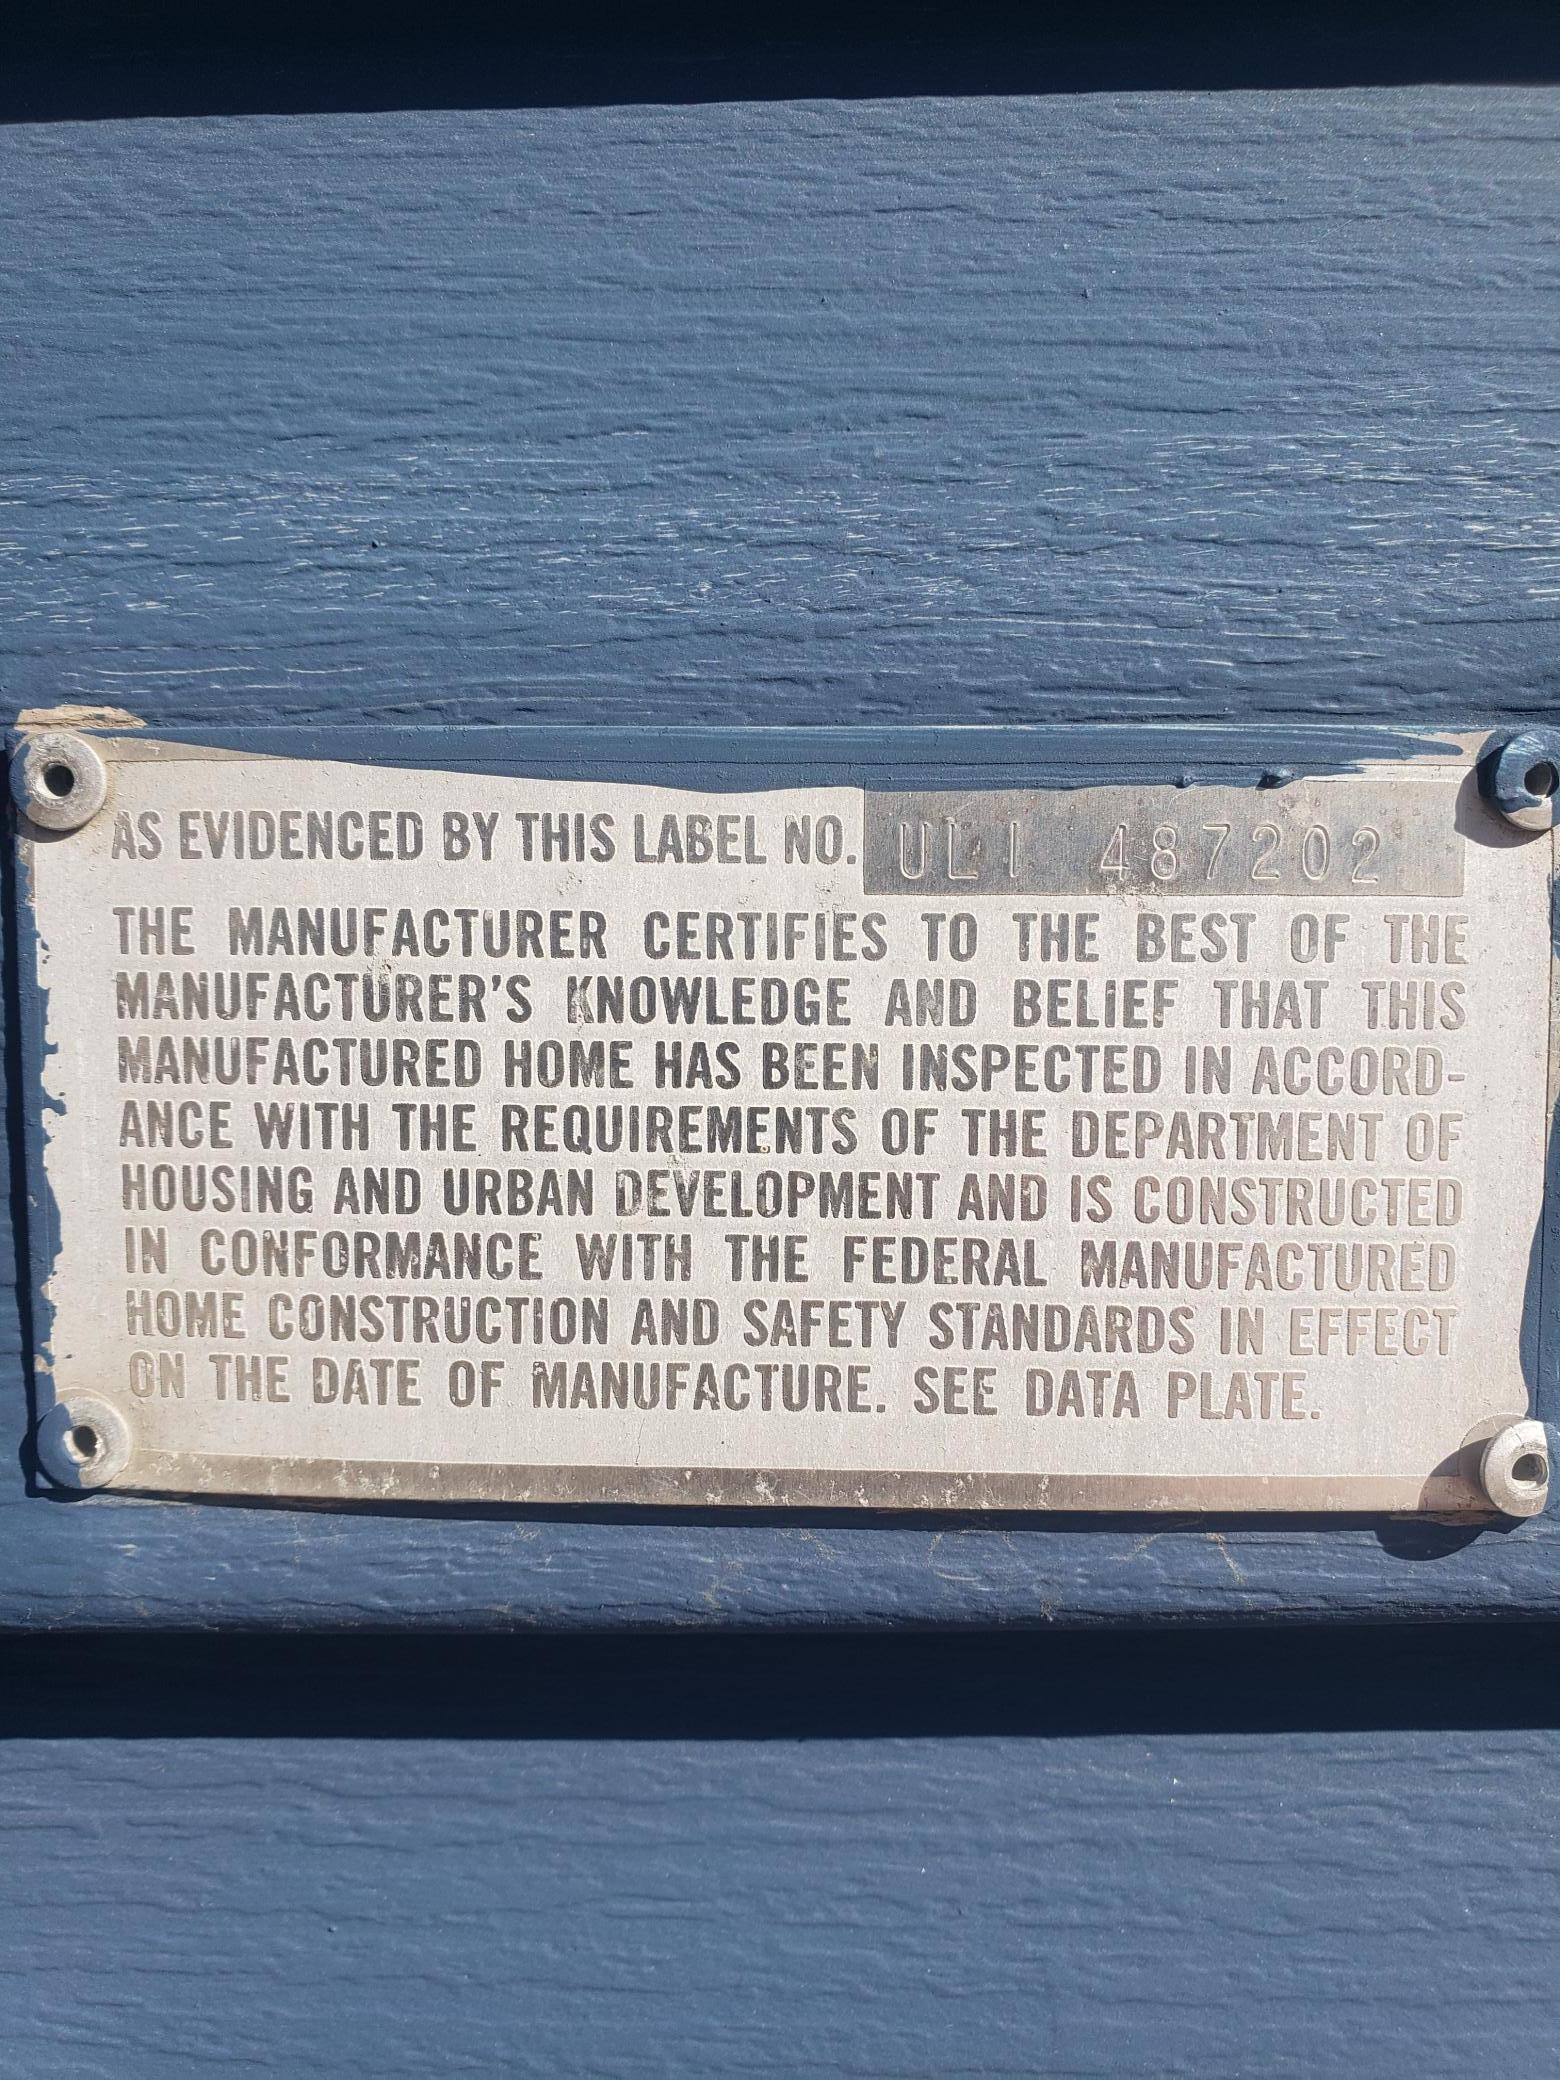 AS EVIDENCED BY THIS LABEL NO. ULI 487202
THE MANUFACTURER CERTIFIES TO THE BEST OF THE
MANUFACTURER'S KNOWLEDGE AND BELIEF THAT THIS
MANUFACTURED HOME HAS BEEN INSPECTED IN ACCORD-
ANCE WITH THE REQUIREMENTS OF THE DEPARTMENT OF
HOUSING AND URBAN DEVELOPMENT AND IS CONSTRUCTED
IN CONFORMANCE WITH THE FEDERAL MANUFACTURED
HOME CONSTRUCTION AND SAFETY STANDARDS IN EFFECT
ON THE DATE OF MANUFACTURE. SEE DATA PLATE.